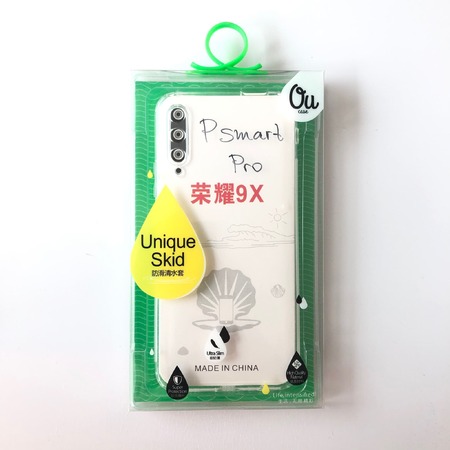 Ou
case
P smart
Pro
荣耀9X
Unique
Skid
防滑清水套
Ultra Slim
MADE IN CHINA